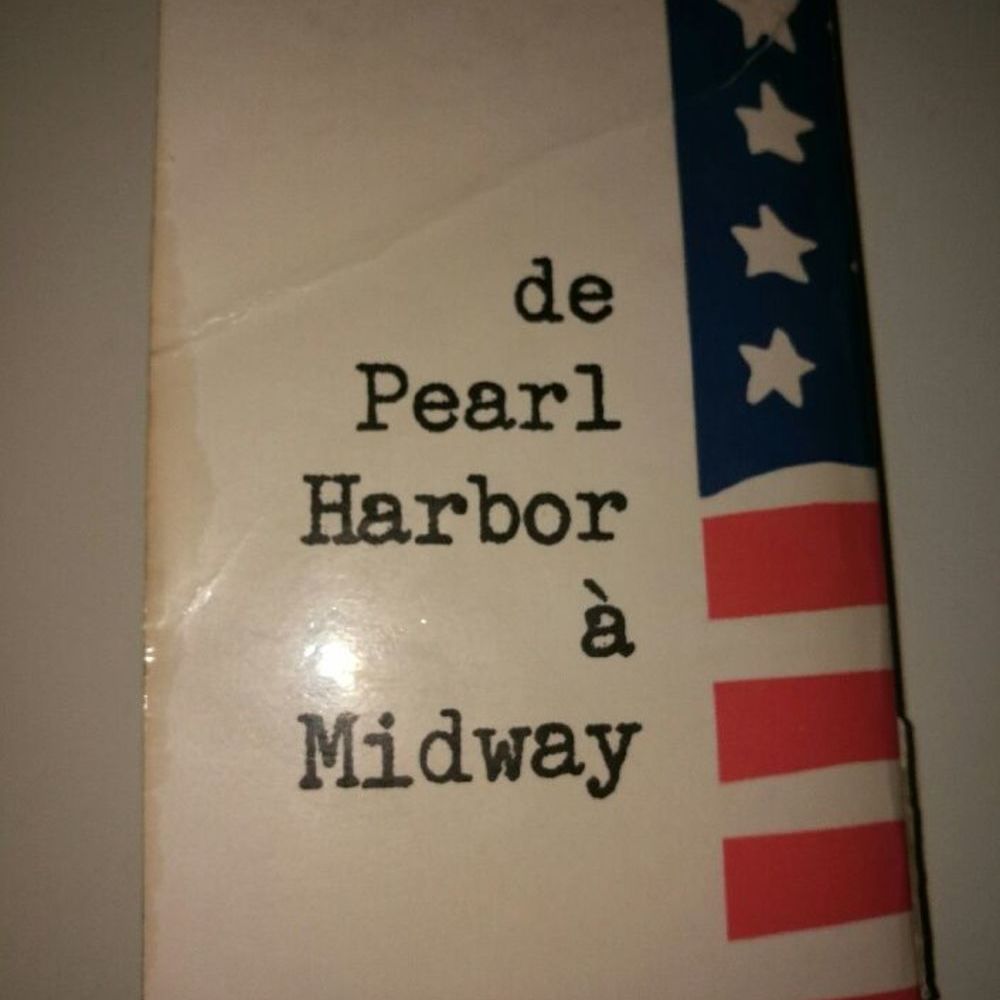 de
Pearl
Harbor
à
Midway